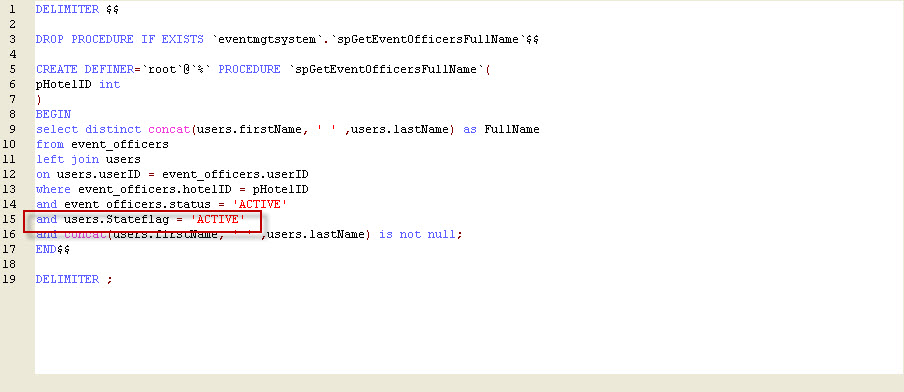 1 DELIMITER $$
2
3 DROP PROCEDURE IF EXISTS `eventmgtsystem`.`spGetEventOfficersFullName`$$
4
5 CREATE DEFINER=`root`@`%` PROCEDURE `spGetEventOfficersFullName`(
6 pHotelID int
7 )
8 BEGIN
9 select distinct concat(users.firstName, ' ' ,users.lastName) as FullName
10 from event_officers
11 left join users
12 on users.userID = event_officers.userID
13 where event_officers.hotelID = pHotelID
14 and event_officers.status = 'ACTIVE'
15 and users.Stateflag = 'ACTIVE'
16 and concat(users.firstName, ' ' ,users.lastName) is not null;
17 END$$
18
19 DELIMITER ;